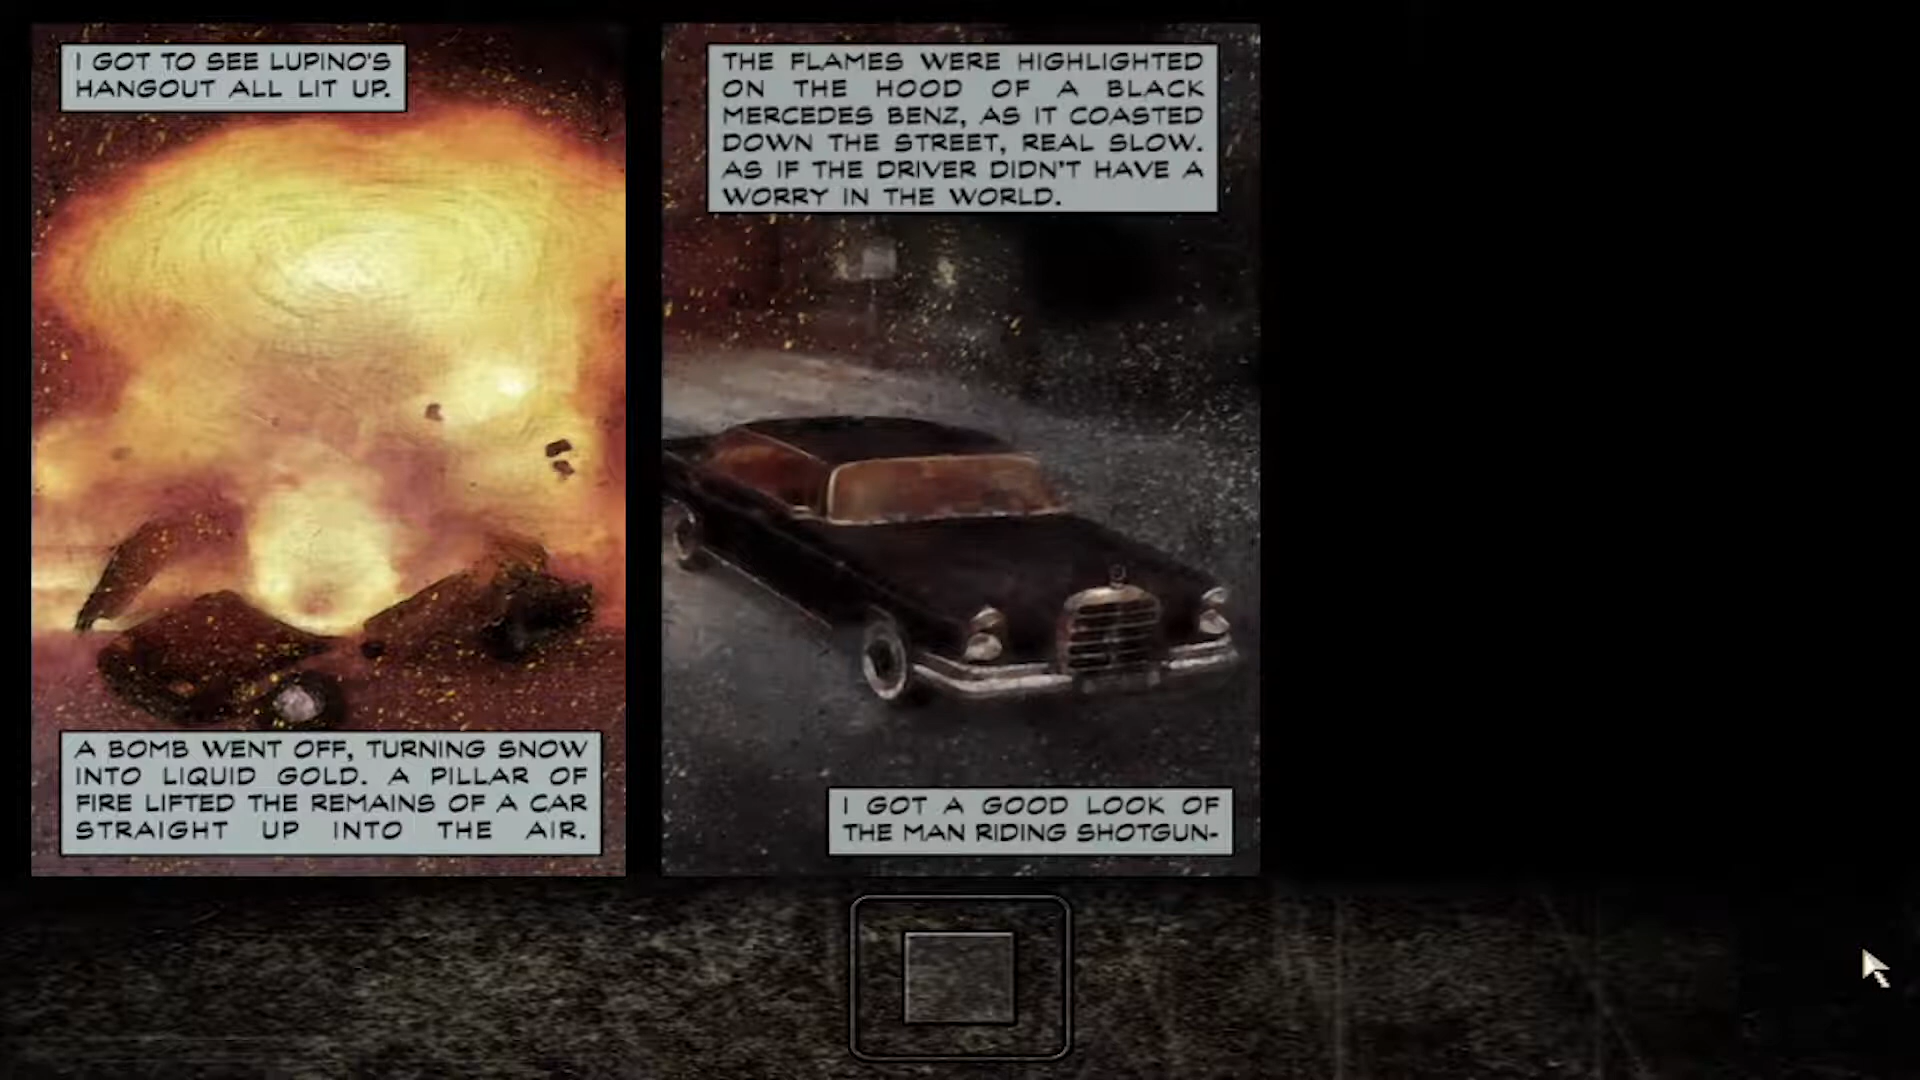 I GOT TO SEE LUPINO'S
HANGOUT ALL LIT UP.
A BOMB WENT OFF, TURNING SNOW
INTO LIQUID GOLD. A PILLAR OF
FIRE LIFTED THE REMAINS OF A CAR
STRAIGHT UP INTO THE AIR.
THE FLAMES WERE HIGHLIGHTED
ON THE HOOD OF A BLACK
MERCEDES BENZ, AS IT COASTED
DOWN THE STREET, REAL SLOW.
AS IF THE DRIVER DIDN'T HAVE A
WORRY IN THE WORLD.
I GOT A GOOD LOOK OF
THE MAN RIDING SHOTGUN-